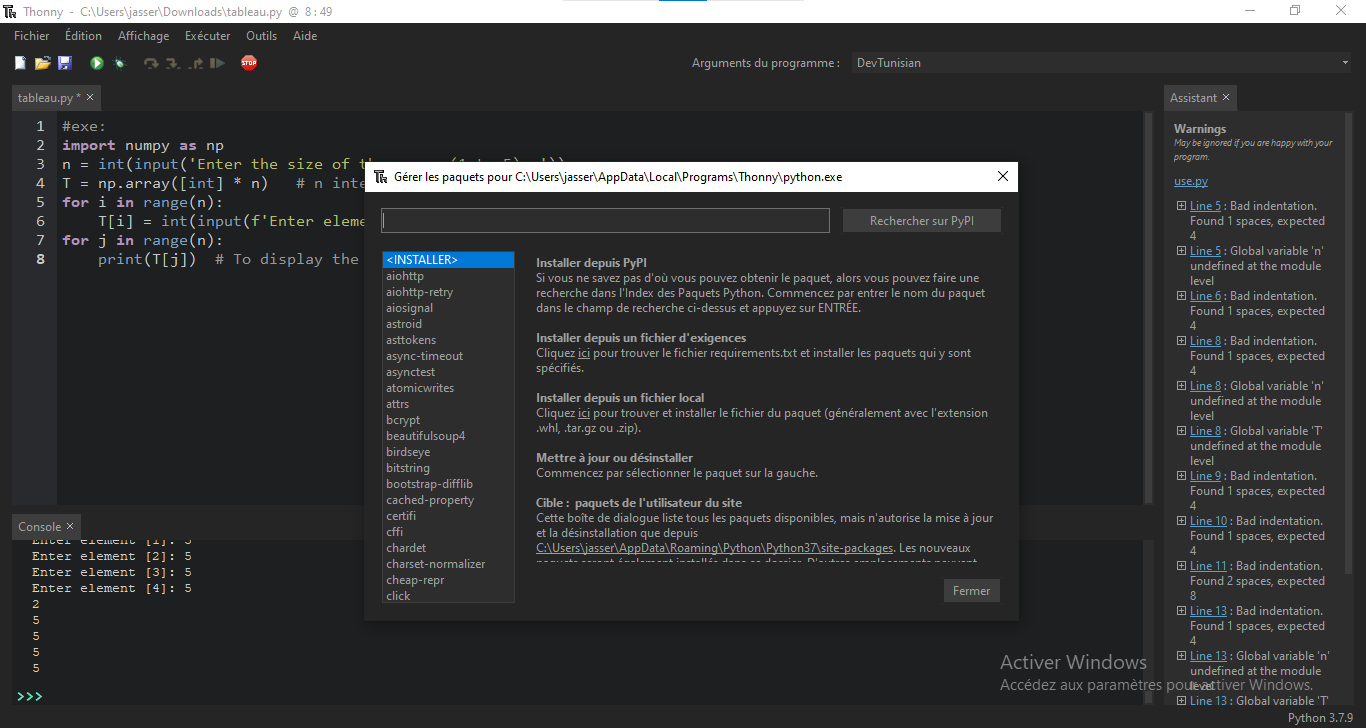 Thonny - C:\Users\jasser\Downloads\tableau.py @ 8 : 49
Fichier Édition Affichage Exécuter Outils Aide
STOP
Arguments du programme : DevTunisian
tableau.py * ×
1 #exe:
2 import numpy as np
3 n = int(input('Enter the size of
4 T = np.array([int] * n) # n inte
5 for i in range(n):
6 T[i] = int(input(f'Enter eleme
7 for j in range(n):
8 print(T[j]) # To display the
Gérer les paquets pour C:\Users\jasser\AppData\Local\Programs\Thonny\python.exe
Rechercher sur PyPI
<INSTALLER>
aiohttp
aiohttp-retry
aiosignal
astroid
asttokens
async-timeout
asynctest
atomicwrites
attrs
bcrypt
beautifulsoup4
birdseye
bitstring
bootstrap-difflib
cached-property
certifi
cffi
chardet
charset-normalizer
cheap-repr
click
Installer depuis PyPI
Si vous ne savez pas d'où vous pouvez obtenir le paquet, alors vous pouvez faire une
recherche dans l'Index des Paquets Python. Commencez par entrer le nom du paquet
dans le champ de recherche ci-dessus et appuyez sur ENTRÉE.
Installer depuis un fichier d'exigences
Cliquez ici pour trouver le fichier requirements.txt et installer les paquets qui y sont
spécifiés.
Installer depuis un fichier local
Cliquez ici pour trouver et installer le fichier du paquet (généralement avec l'extension
.whl, .tar.gz ou .zip).
Mettre à jour ou désinstaller
Commencez par sélectionner le paquet sur la gauche.
Cible : paquets de l'utilisateur du site
Cette boîte de dialogue liste tous les paquets disponibles, mais n'autorise la mise à jour
et la désinstallation que depuis
C:\Users\jasser\AppData\Roaming\Python\Python37\site-packages. Les nouveaux
Fermer
Console ×
Enter element [1]: 5
Enter element [2]: 5
Enter element [3]: 5
Enter element [4]: 5
2
5
5
5
5
>>>
Assistant ×
Warnings
May be ignored if you are happy with your
program.
use.py
Line 5 : Bad indentation.
Found 1 spaces, expected
4
Line 5 : Global variable 'n'
undefined at the module
level
Line 6 : Bad indentation.
Found 1 spaces, expected
4
Line 8 : Bad indentation.
Found 1 spaces, expected
4
Line 8 : Global variable 'n'
undefined at the module
level
Line 8 : Global variable 'T'
undefined at the module
level
Line 9 : Bad indentation.
Found 1 spaces, expected
4
Line 10 : Bad indentation.
Found 1 spaces, expected
4
Line 11 : Bad indentation.
Found 2 spaces, expected
8
Line 13 : Bad indentation.
Found 1 spaces, expected
4
Line 13 : Global variable 'n'
undefined at the module
level
Line 13 : Global variable 'T'
Activer Windows
Accédez aux paramètres pour activer Windows.
Python 3.7.9